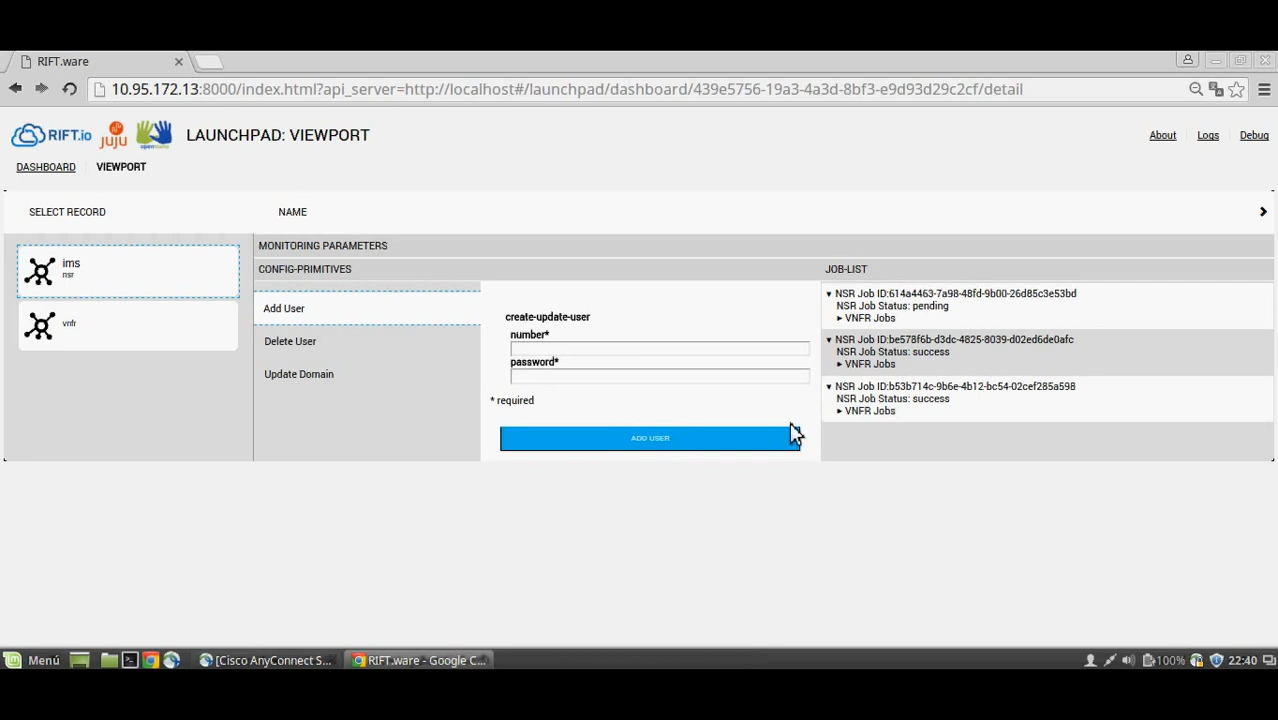 RIFT.ware
10.95.172.13:8000/index.html?api_server=http://localhost#/launchpad/dashboard/439e5756-19a3-4a3d-8bf3-e9d93d29c2cf/detail
RIFT.io juju LAUNCHPAD: VIEWPORT
About Logs Debug
DASHBOARD VIEWPORT
SELECT RECORD NAME
ims
nsr
vnfr
MONITORING PARAMETERS
CONFIG-PRIMITIVES
Add User
Delete User
Update Domain
create-update-user
number*
password*
* required
ADD USER
JOB-LIST
NSR Job ID:614a4463-7a98-48fd-9b00-26d85c3e53bd
NSR Job Status: pending
VNFR Jobs
NSR Job ID:be578f6b-d3dc-4825-8039-d02ed6de0afc
NSR Job Status: success
VNFR Jobs
NSR Job ID:b53b714c-9b6e-4b12-bc54-02cef285a598
NSR Job Status: success
VNFR Jobs
Menú [Cisco AnyConnect S... RIFT.ware - Google C... 100% 22:40